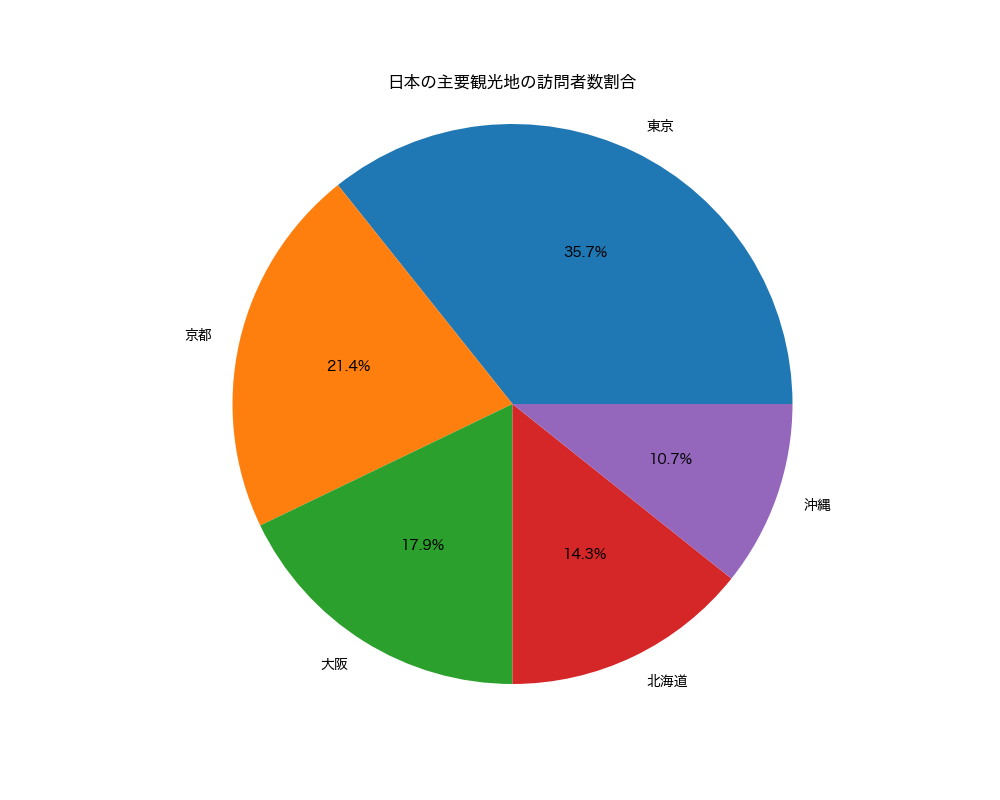 日本の主要観光地の訪問者数割合
東京
35.7%
京都
21.4%
10.7%
沖縄
17.9%
14.3%
大阪
北海道